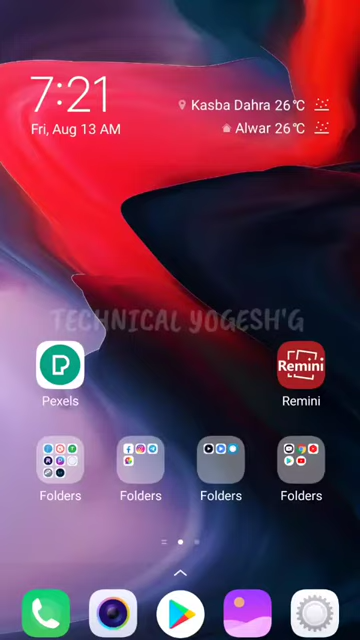 7:21
Fri, Aug 13 AM
Kasba Dahra 26℃
Alwar 26℃
TECHNICAL YOGESH'G
Remini
Pexels
Remini
Folders
Folders
Folders
Folders